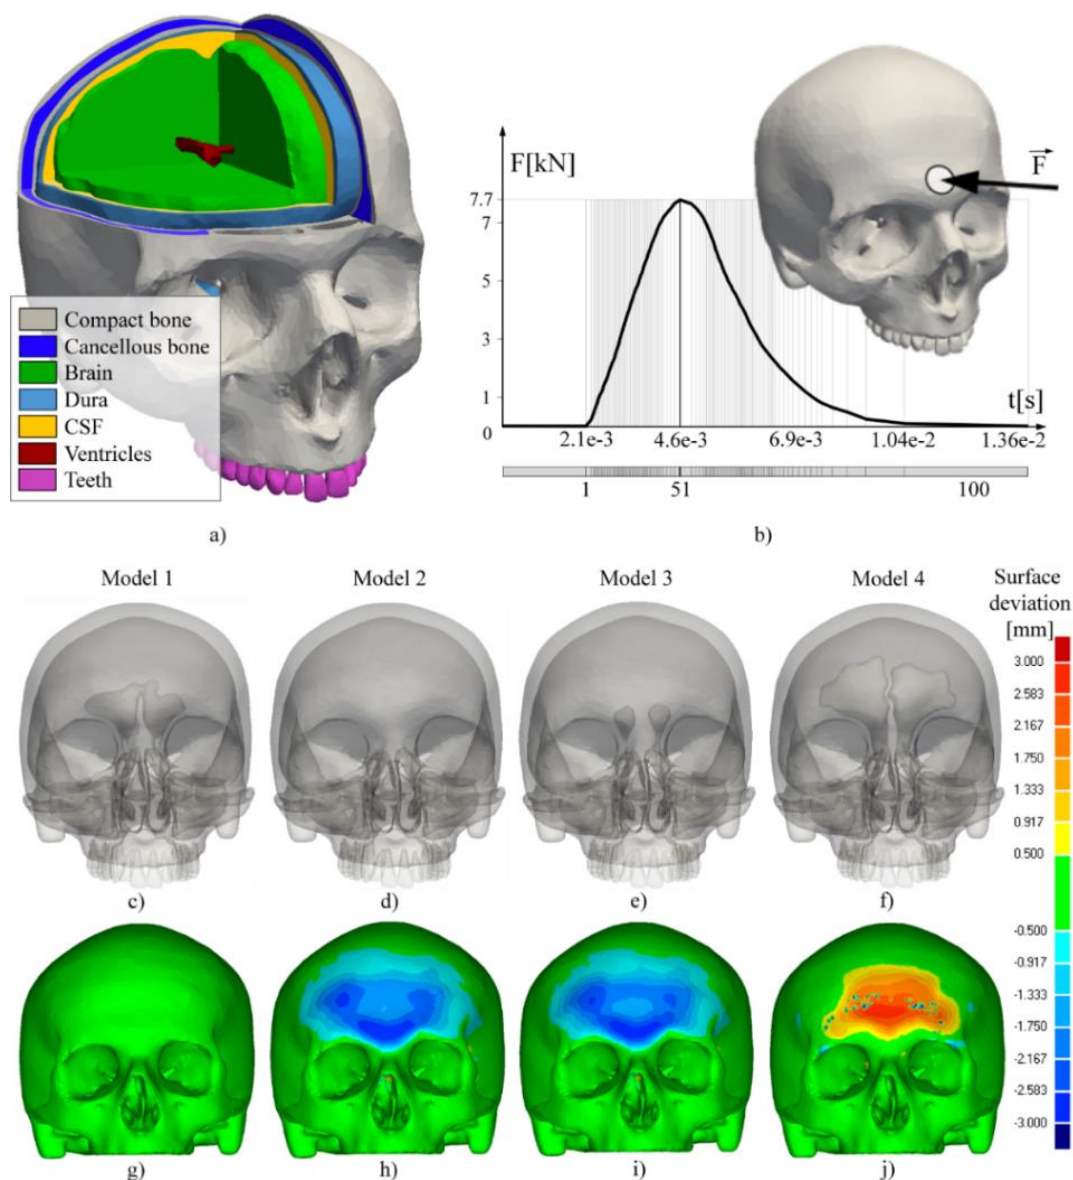 Compact bone
Cancellous bone
Brain
Dura
CSF
Ventricles
Teeth
a)
F[kN]
F
7.7
7
5
3
1
0
t[s]
2.1e-3 4.6e-3 6.9e-3 1.04e-2 1.36e-2
1 51 100
b)
Model 1 Model 2 Model 3 Model 4
Surface
deviation
[mm]
3.000
2.583
2.167
1.750
1.333
0.917
0.500
-0.500
-0.917
-1.333
-1.750
-2.167
-2.583
-3.000
c) d) e) f)
g) h) i) j)